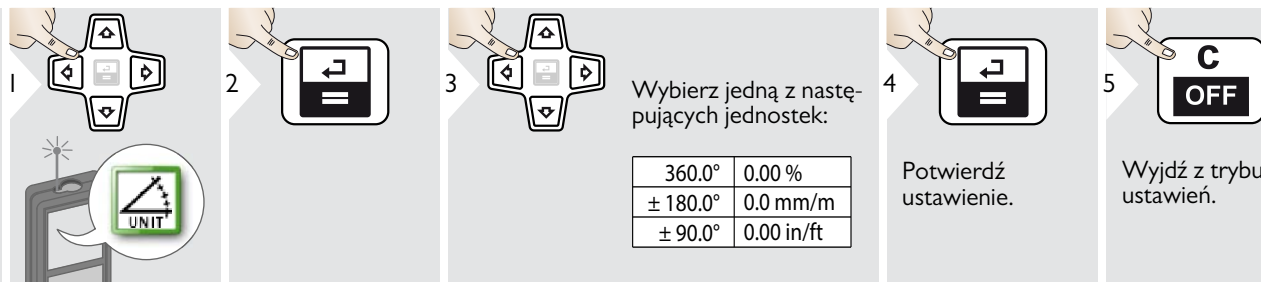 1
UNIT
2
3
Wybierz jedną z nastę-
pujących jednostek:
360.0° 0.00 %
± 180.0° 0.0 mm/m
± 90.0° 0.00 in/ft
4
Potwierdź
ustawienie.
5
C
OFF
Wyjdź z trybu
ustawień.